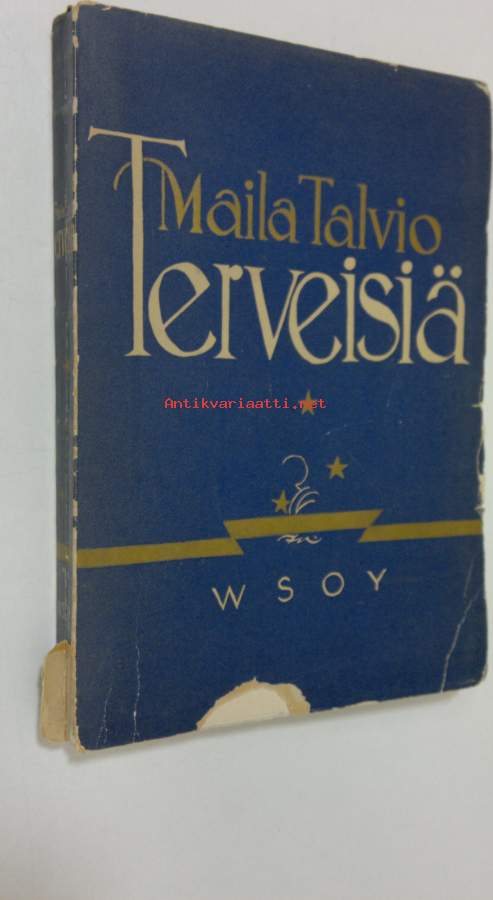 Maila Talvio
Terveisiä
Antikvariaatti.net
WSOY